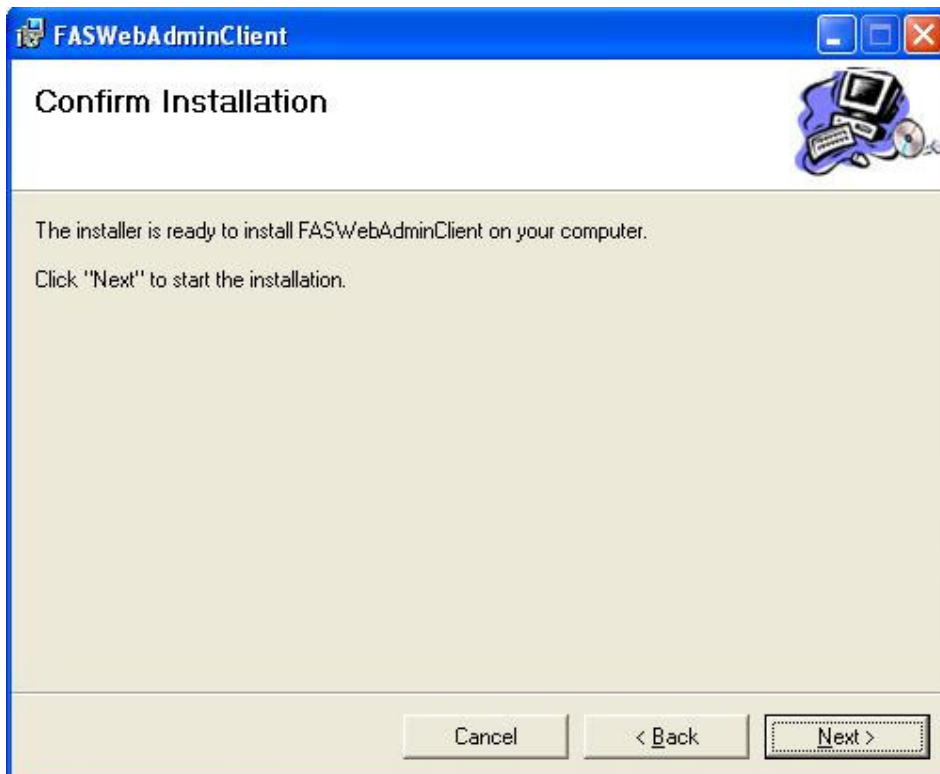 FASWebAdminClient
Confirm Installation
The installer is ready to install FASWebAdminClient on your computer.
Click "Next" to start the installation.
Cancel
< Back
Next >